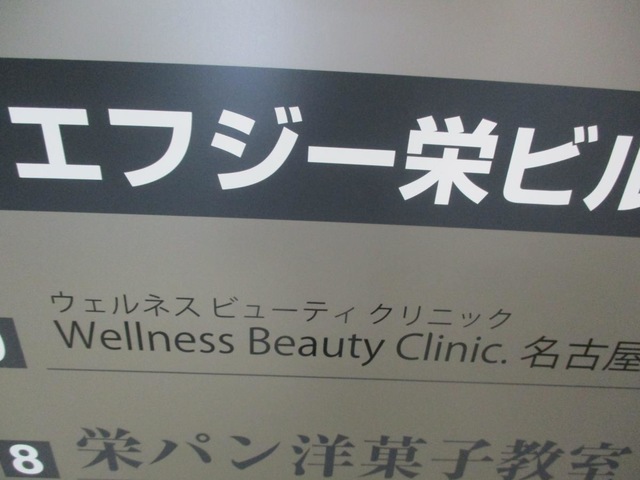 エフジー栄ビル
ウェルネス ビューティ クリニック
Wellness Beauty Clinic. 名古屋
8 栄パン洋菓子教室